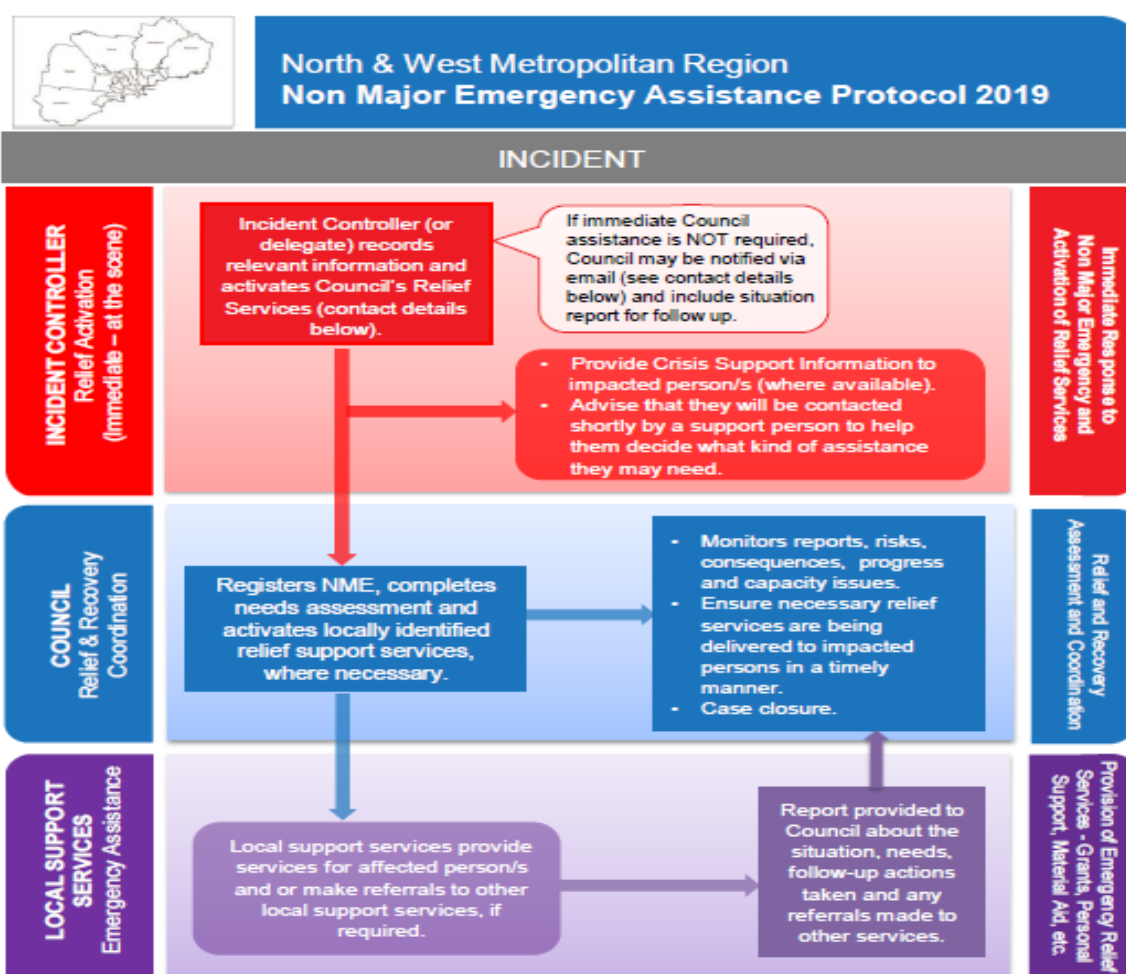 North & West Metropolitan Region
Non Major Emergency Assistance Protocol 2019
INCIDENT
INCIDENT CONTROLLER
Relief Activation
(Immediate – at the scene)
Incident Controller (or
delegate) records
relevant information and
activates Council's Relief
Services (contact details
below).
If immediate Council
assistance is NOT required,
Council may be notified via
email (see contact details
below) and include situation
report for follow up.
• Provide Crisis Support Information to
impacted person/s (where available).
• Advise that they will be contacted
shortly by a support person to help
them decide what kind of assistance
they may need.
Immediate Response to
Non Major Emergency and
Activation of Relief Services
COUNCIL
Relief & Recovery
Coordination
Registers NME, completes
needs assessment and
activates locally identified
relief support services,
where necessary.
• Monitors reports, risks,
consequences, progress
and capacity issues.
• Ensure necessary relief
services are being
delivered to impacted
persons in a timely
manner.
• Case closure.
Relief and Recovery
Assessment and Coordination
LOCAL SUPPORT
SERVICES
Emergency Assistance
Local support services provide
services for affected person/s
and or make referrals to other
local support services, if
required.
Report provided to
Council about the
situation, needs,
follow-up actions
taken and any
referrals made to
other services.
Provision of Emergency Relief
Services - Grants, Personal
Support, Material Aid, etc.